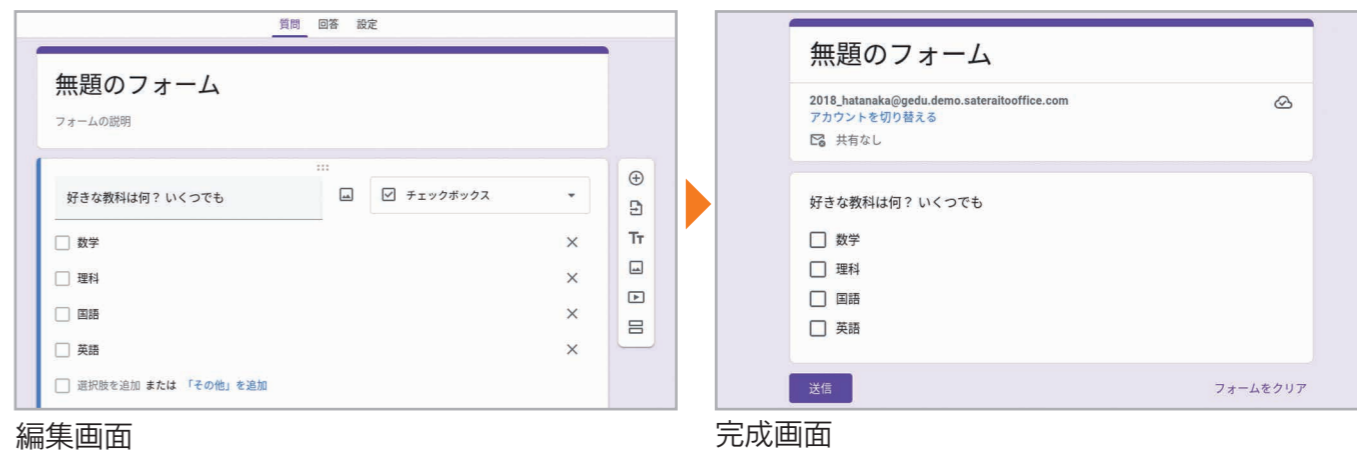 質問 回答 設定
無題のフォーム
フォームの説明
好きな教科は何？ いくつでも
チェックボックス
数学
理科
国語
英語
選択肢を追加 または 「その他」を追加
編集画面
無題のフォーム
2018_hatanaka@gedu.demo.sateraitooffice.com
アカウントを切り替える
共有なし
好きな教科は何？ いくつでも
数学
理科
国語
英語
送信
フォームをクリア
完成画面